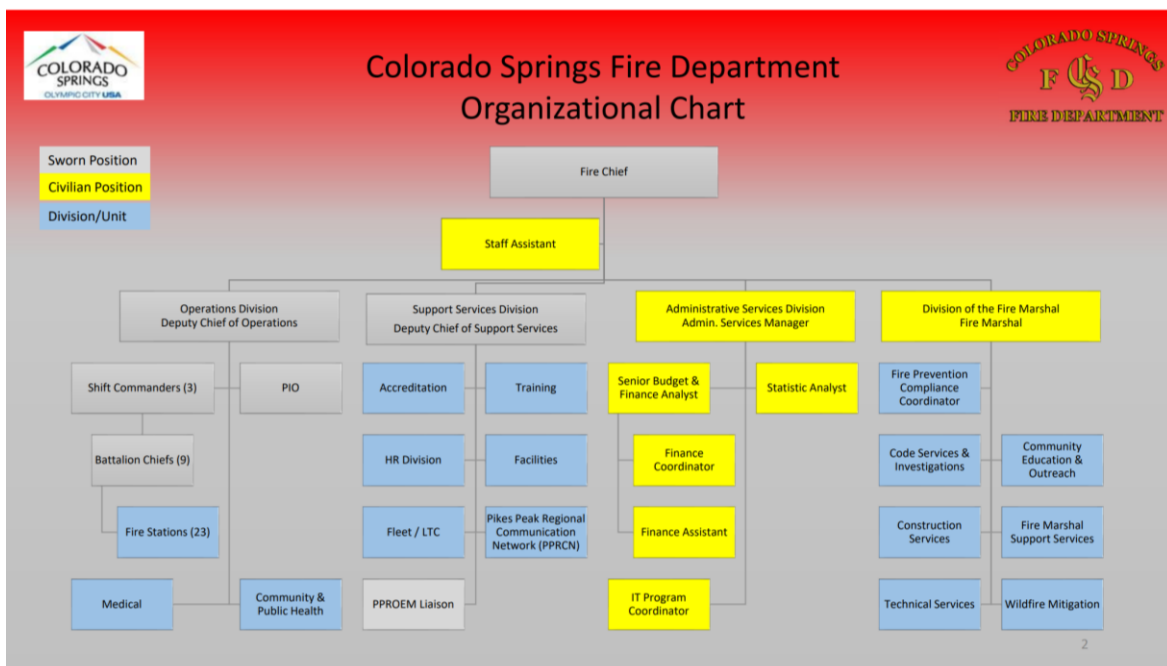 COLORADO
SPRINGS
OLYMPIC CITY USA
Colorado Springs Fire Department
Organizational Chart
COLORADO SPRINGS
F CSFD D
FIRE DEPARTMENT
Sworn Position
Civilian Position
Division/Unit
Fire Chief
Staff Assistant
Operations Division
Deputy Chief of Operations
Support Services Division
Deputy Chief of Support Services
Administrative Services Division
Admin. Services Manager
Division of the Fire Marshal
Fire Marshal
Shift Commanders (3)
PIO
Battalion Chiefs (9)
Fire Stations (23)
Medical
Community &
Public Health
Accreditation
Training
HR Division
Facilities
Fleet / LTC
Pikes Peak Regional
Communication
Network (PPRCN)
PPROEM Liaison
Senior Budget &
Finance Analyst
Statistic Analyst
Finance
Coordinator
Finance Assistant
IT Program
Coordinator
Fire Prevention
Compliance
Coordinator
Code Services &
Investigations
Community
Education &
Outreach
Construction
Services
Fire Marshal
Support Services
Technical Services
Wildfire Mitigation
2